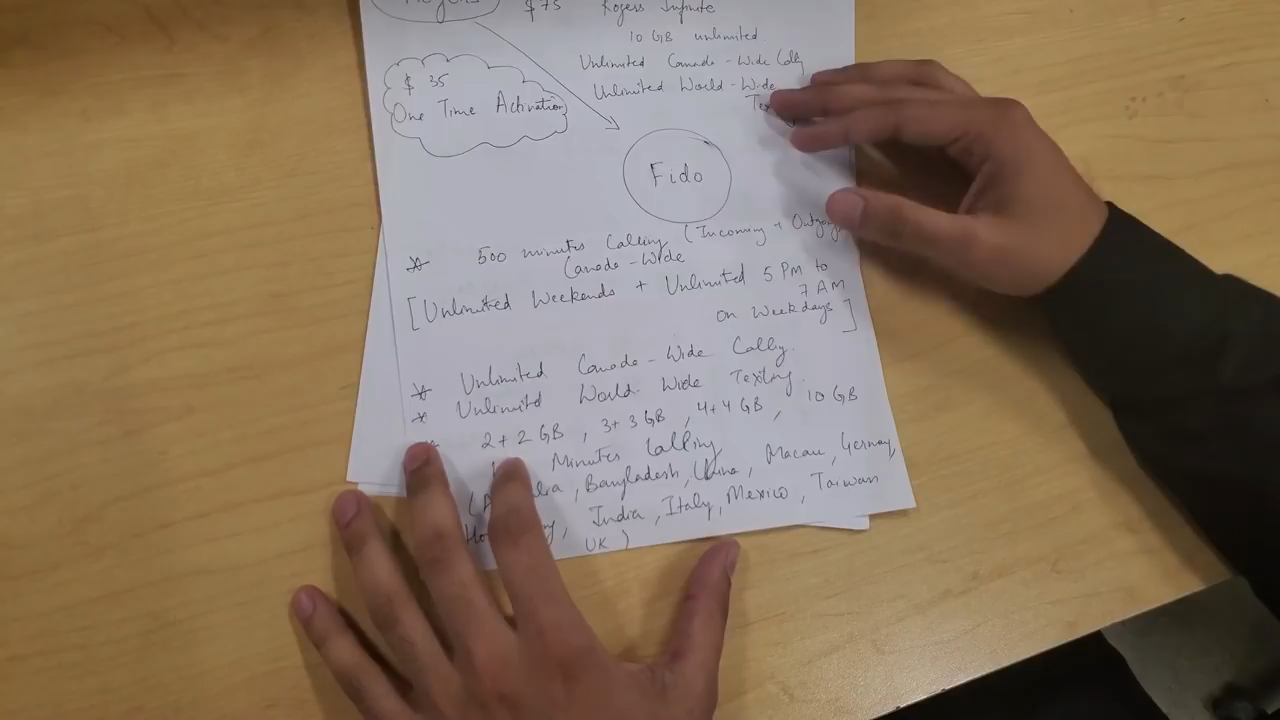 $75 Rogers Infinite
10 GB unlimited
Unlimited Canada-Wide Callg
Unlimited World-Wide
$ 35
One Time Activation
Fido
* 500 minutes Calling (Incoming + Outgoing
Canada-Wide
[Unlimited Weekends + Unlimited 5 PM to
7 AM
on Weekdays]
* Unlimited Canada-Wide Callg.
* Unlimited World Wide Texting.
2+2 GB, 3+3 GB, 4+4 GB, 10 GB
Minutes Calling
Bangladesh, China, Macau, Germany,
India, Italy, Mexico, Taiwan
UK)